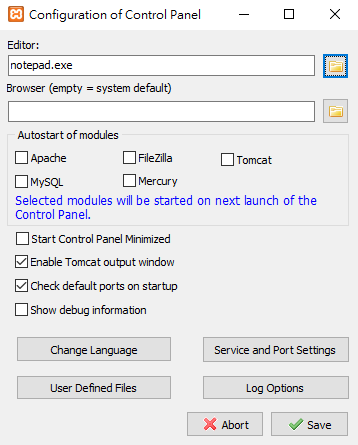 Configuration of Control Panel
Editor:
notepad.exe
Browser (empty = system default)
Autostart of modules
Apache FileZilla Tomcat
MySQL Mercury
Selected modules will be started on next launch of the
Control Panel.
Start Control Panel Minimized
Enable Tomcat output window
Check default ports on startup
Show debug information
Change Language Service and Port Settings
User Defined Files Log Options
Abort Save